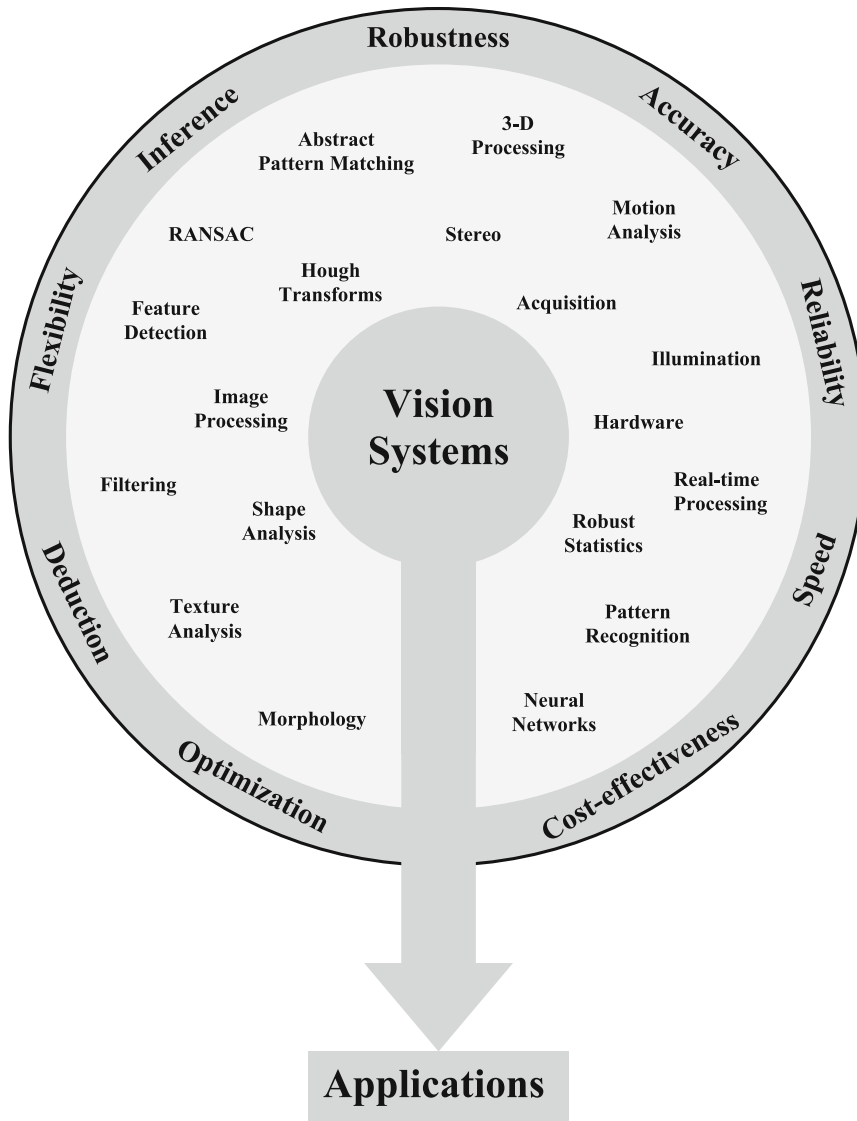 Robustness
Inference
Accuracy
3-D
Processing
Abstract
Pattern Matching
Motion
Analysis
RANSAC
Stereo
Hough
Transforms
Flexibility
Reliability
Feature
Detection
Acquisition
Illumination
Image
Processing
Vision
Systems
Hardware
Filtering
Real-time
Processing
Shape
Analysis
Robust
Statistics
Deduction
Speed
Texture
Analysis
Pattern
Recognition
Morphology
Neural
Networks
Optimization
Cost-effectiveness
Applications